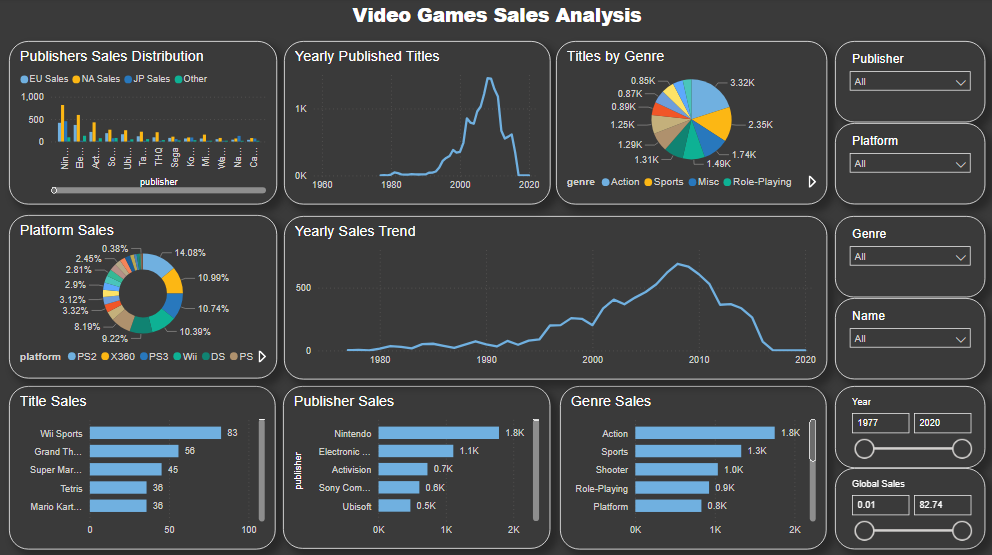 Video Games Sales Analysis
Publishers Sales Distribution
EU Sales NA Sales JP Sales Other
1,000
500
0
Nin…
Ele…
Act…
So…
Ubi…
Ta…
THQ
Sega
Ko…
Mi…
Wa…
Na…
Ca…
publisher
Yearly Published Titles
1K
0K
1960 1980 2000 2020
Titles by Genre
3.32K
2.35K
1.74K
1.49K
1.31K
1.29K
1.25K
0.89K
0.87K
0.85K
genre Action Sports Misc Role-Playing
Publisher
All
Platform
All
Platform Sales
14.08%
10.99%
10.74%
10.39%
9.22%
8.19%
3.32%
3.12%
2.9%
2.81%
2.45%
0.38%
platform PS2 X360 PS3 Wii DS PS
Yearly Sales Trend
500
0
1980 1990 2000 2010 2020
Genre
All
Name
All
Title Sales
Wii Sports 83
Grand Th… 56
Super Mar… 45
Tetris 36
Mario Kart… 36
0 50 100
Publisher Sales
publisher
Nintendo 1.8K
Electronic … 1.1K
Activision 0.7K
Sony Com… 0.6K
Ubisoft 0.5K
0K 1K 2K
Genre Sales
Action 1.8K
Sports 1.3K
Shooter 1.0K
Role-Playing 0.9K
Platform 0.8K
0K 1K 2K
Year
1977 2020
Global Sales
0.01 82.74